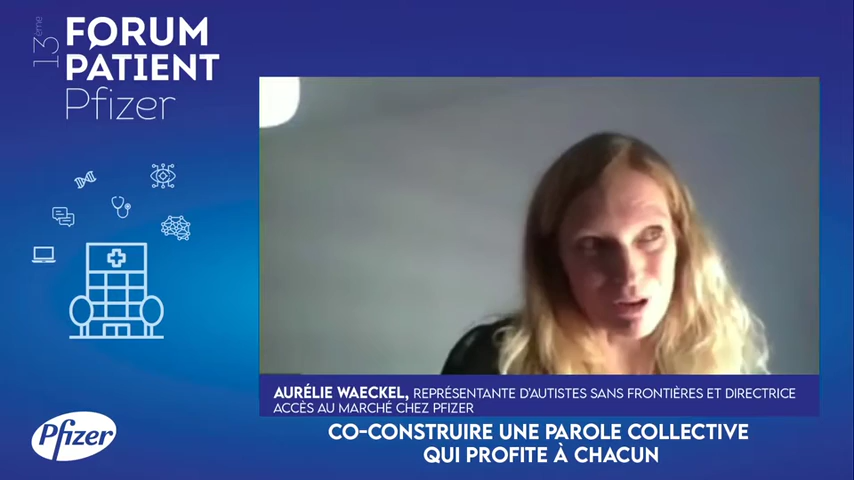 13ème
FORUM
PATIENT
Pfizer
AURÉLIE WAECKEL, REPRÉSENTANTE D'AUTISTES SANS FRONTIÈRES ET DIRECTRICE
ACCÈS AU MARCHÉ CHEZ PFIZER
Pfizer
CO-CONSTRUIRE UNE PAROLE COLLECTIVE
QUI PROFITE À CHACUN